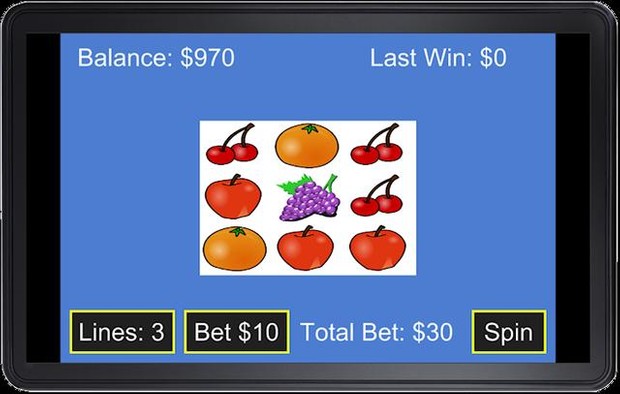 Balance: $970
Last Win: $0
Lines: 3
Bet $10
Total Bet: $30
Spin